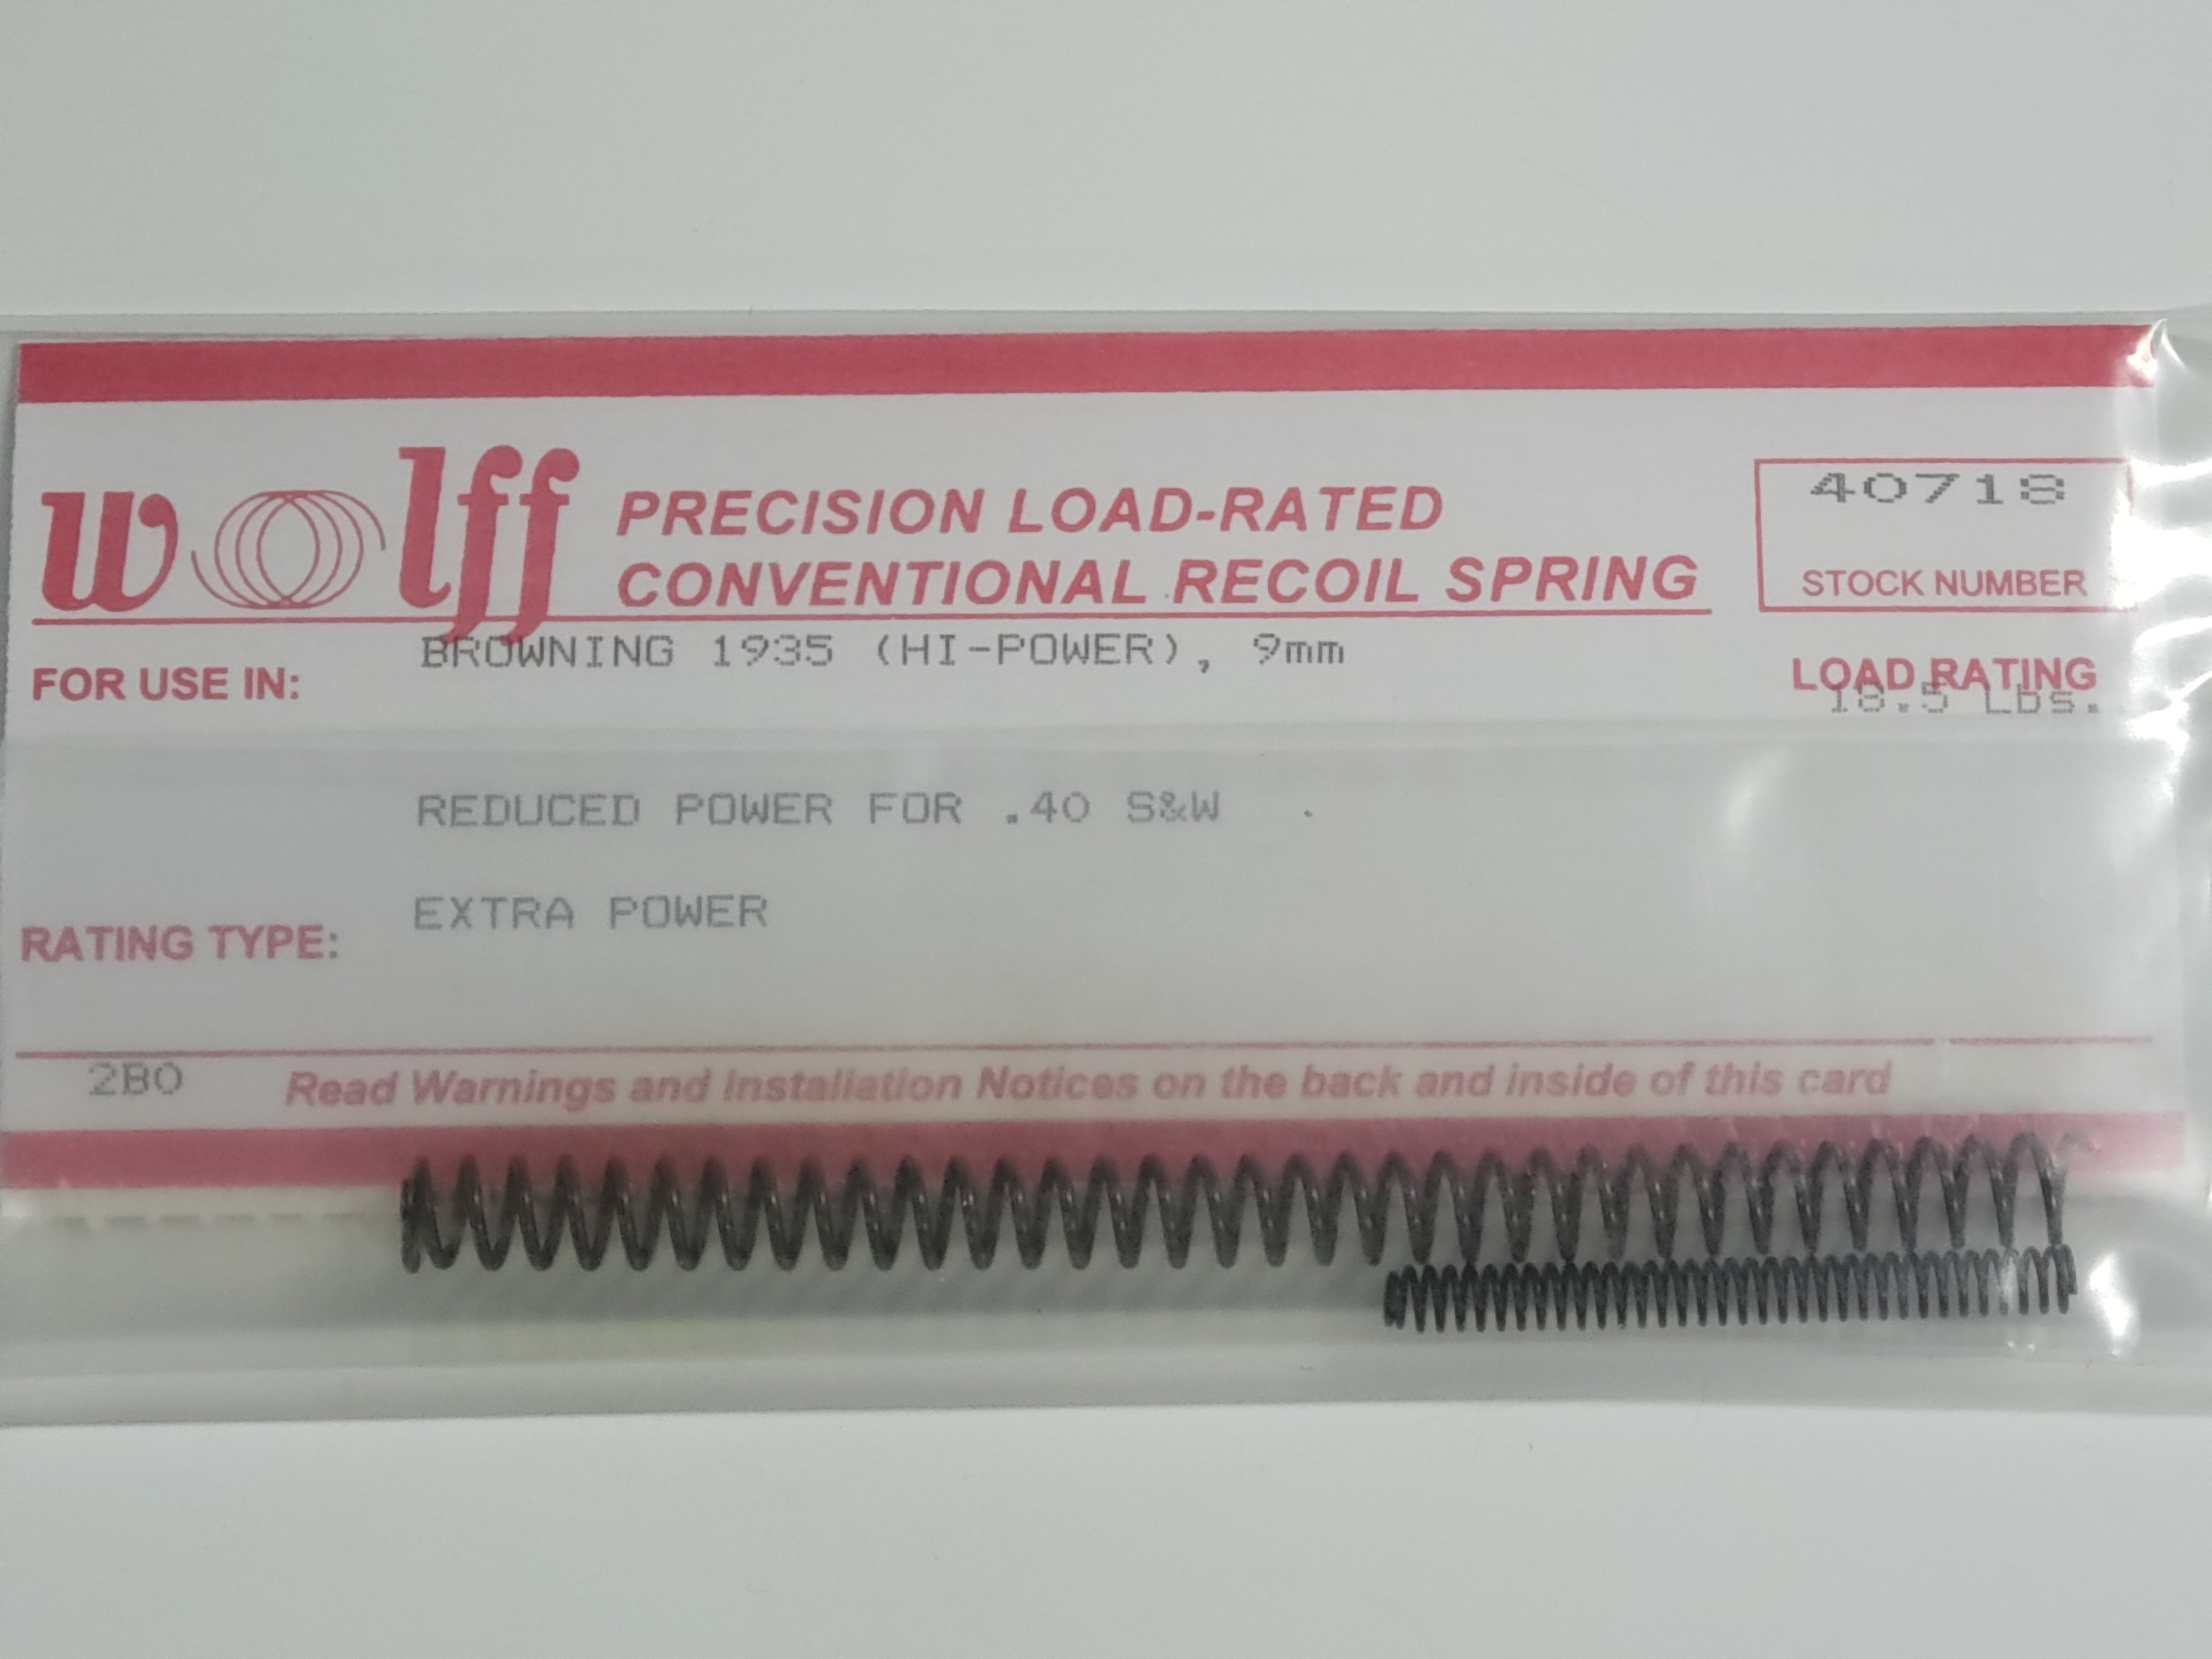 wolff
PRECISION LOAD-RATED
CONVENTIONAL RECOIL SPRING
40718
STOCK NUMBER
FOR USE IN:
BROWNING 1935 (HI-POWER), 9mm
LOAD RATING
18.5 Lbs.
REDUCED POWER FOR .40 S&W
RATING TYPE:
EXTRA POWER
2BO
Read Warnings and Installation Notices on the back and inside of this card